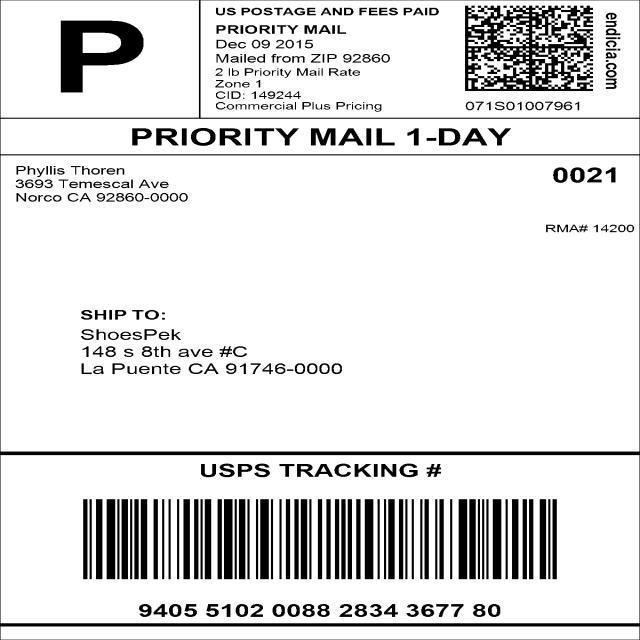 P
US POSTAGE AND FEES PAID
PRIORITY MAIL
Dec 09 2015
Mailed from ZIP 92860
2 lb Priority Mail Rate
Zone 1
CID: 149244
Commercial Plus Pricing
071S01007961
endicia.com
PRIORITY MAIL 1-DAY
Phyllis Thoren
3693 Temescal Ave
Norco CA 92860-0000
0021
RMA# 14200
SHIP TO:
ShoesPek
148 s 8th ave #C
La Puente CA 91746-0000
USPS TRACKING #
9405 5102 0088 2834 3677 80